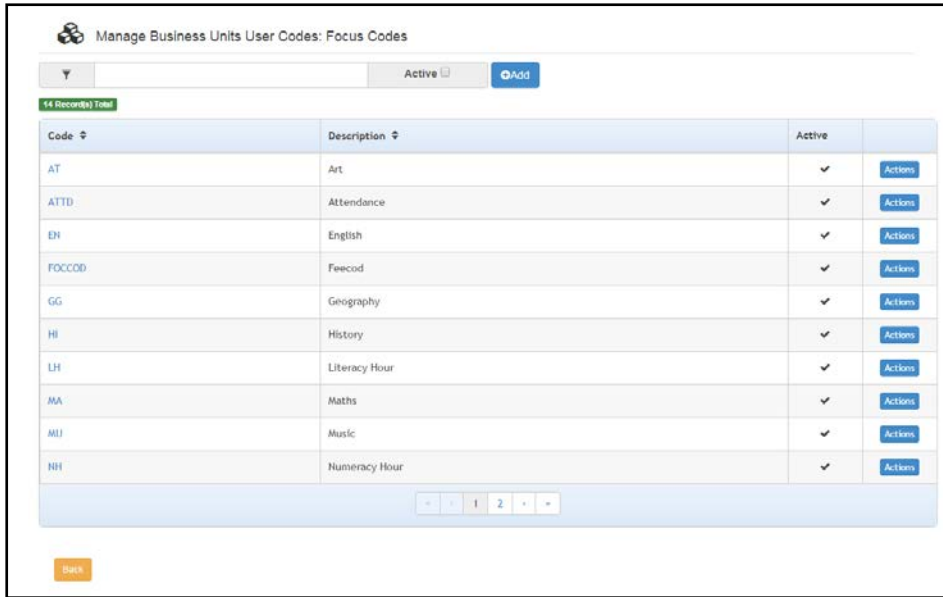 Manage Business Units User Codes: Focus Codes
Active Add
14 Record(s) Total
Code Description Active
AT Art ✔ Actions
ATTD Attendance ✔ Actions
EN English ✔ Actions
FOCCOD Feecod ✔ Actions
GG Geography ✔ Actions
HI History ✔ Actions
LH Literacy Hour ✔ Actions
MA Maths ✔ Actions
MU Music ✔ Actions
NH Numeracy Hour ✔ Actions
« ‹ 1 2 › »
Back